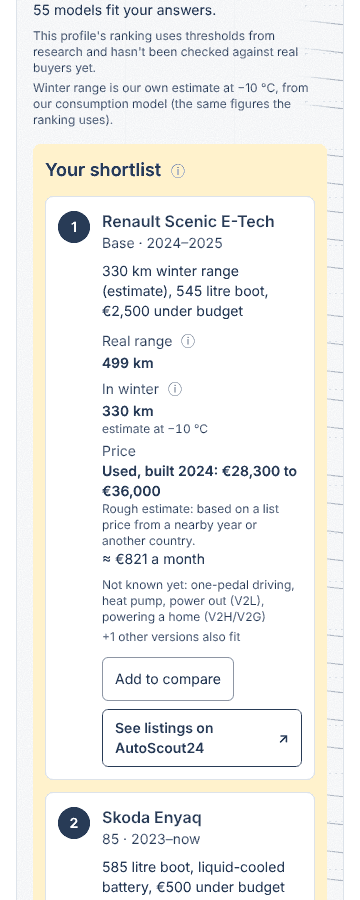 55 models fit your answers.
This profile's ranking uses thresholds from
research and hasn't been checked against real
buyers yet.
Winter range is our own estimate at −10 °C, from
our consumption model (the same figures the
ranking uses).
Your shortlist ⓘ
1
Renault Scenic E-Tech
Base · 2024–2025
330 km winter range
(estimate), 545 litre boot,
€2,500 under budget
Real range ⓘ
499 km
In winter ⓘ
330 km
estimate at −10 °C
Price
Used, built 2024: €28,300 to
€36,000
Rough estimate: based on a list
price from a nearby year or
another country.
≈ €821 a month
Not known yet: one-pedal driving,
heat pump, power out (V2L),
powering a home (V2H/V2G)
+1 other versions also fit
Add to compare
See listings on
AutoScout24
2
Skoda Enyaq
85 · 2023–now
585 litre boot, liquid-cooled
battery, €500 under budget